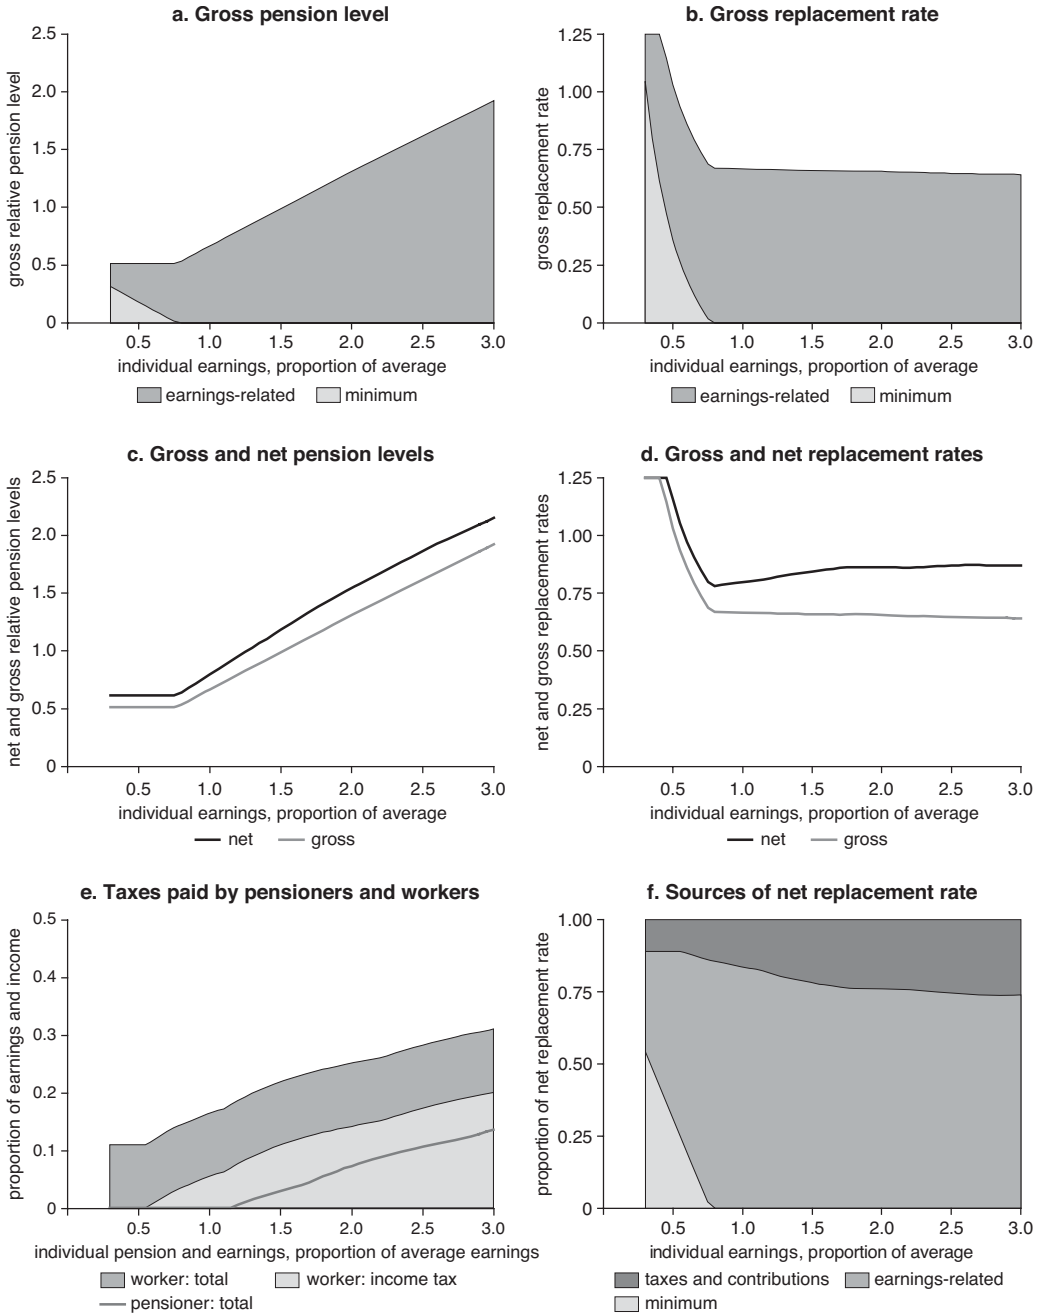 a. Gross pension level
gross relative pension level
2.5
2.0
1.5
1.0
0.5
0
0.5 1.0 1.5 2.0 2.5 3.0
individual earnings, proportion of average
earnings-related minimum
b. Gross replacement rate
gross replacement rate
1.25
1.00
0.75
0.50
0.25
0
0.5 1.0 1.5 2.0 2.5 3.0
individual earnings, proportion of average
earnings-related minimum
c. Gross and net pension levels
net and gross relative pension levels
2.5
2.0
1.5
1.0
0.5
0
0.5 1.0 1.5 2.0 2.5 3.0
individual earnings, proportion of average
net gross
d. Gross and net replacement rates
net and gross replacement rates
1.25
1.00
0.75
0.50
0.25
0
0.5 1.0 1.5 2.0 2.5 3.0
individual earnings, proportion of average
net gross
e. Taxes paid by pensioners and workers
proportion of earnings and income
0.5
0.4
0.3
0.2
0.1
0
0.5 1.0 1.5 2.0 2.5 3.0
individual pension and earnings, proportion of average earnings
worker: total worker: income tax
pensioner: total
f. Sources of net replacement rate
proportion of net replacement rate
1.00
0.75
0.50
0.25
0
0.5 1.0 1.5 2.0 2.5 3.0
individual earnings, proportion of average
taxes and contributions earnings-related
minimum